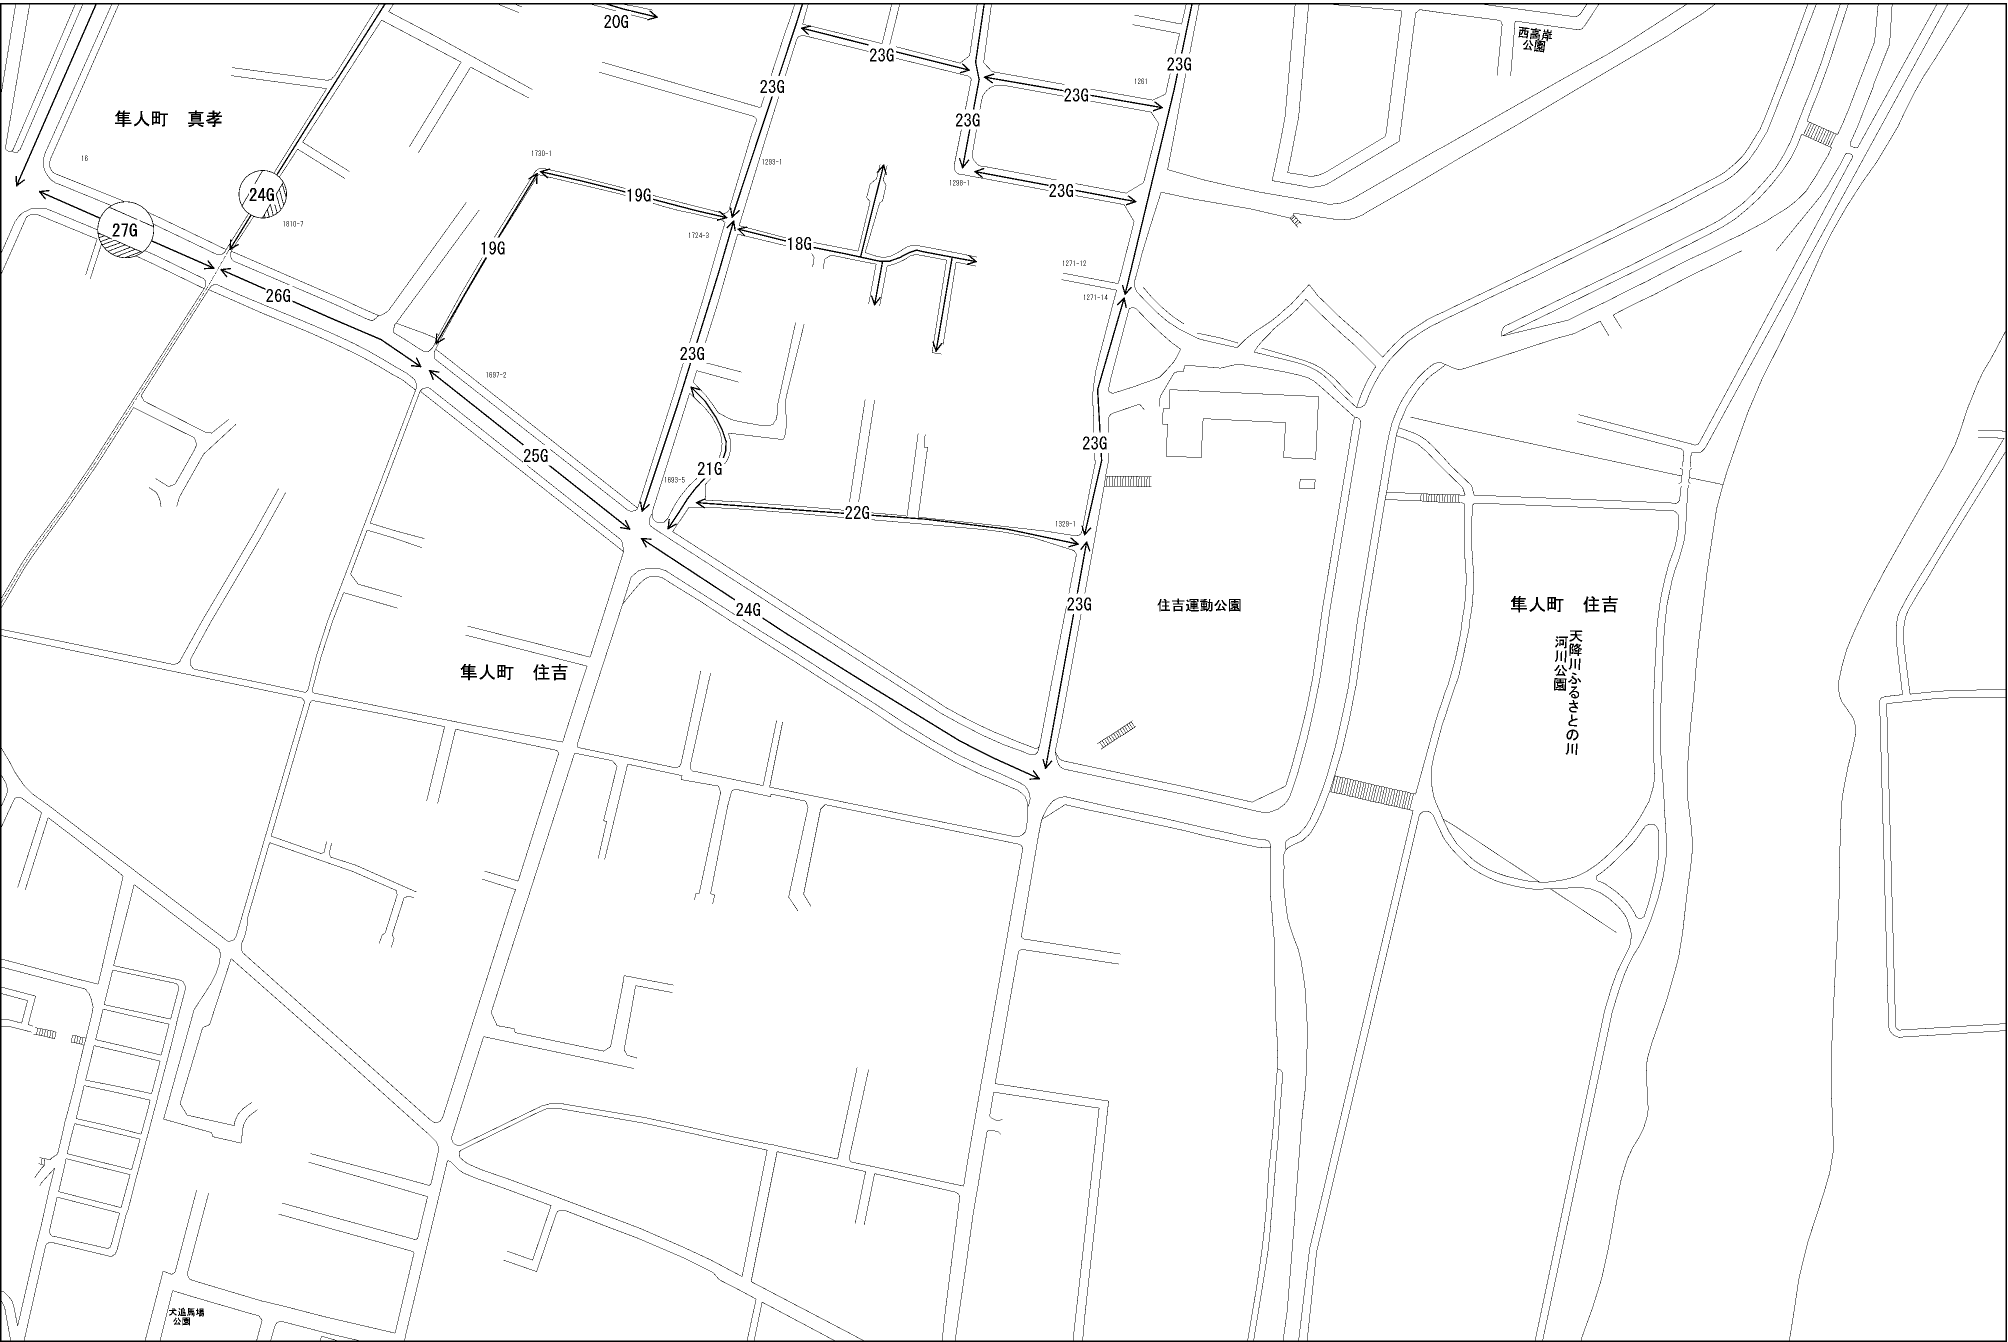 20G
西高岸
公園
23G
23G
23G
1261
23G
23G
隼人町 真孝
23G
1730-1
16
1293-1
1298-1
24G
19G
23G
1810-7
27G
1724-3
18G
19G
1271-12
26G
1271-14
23G
1697-2
23G
25G
21G
1693-5
22G
1329-1
24G
23G
住吉運動公園
隼人町 住吉
天降川ふるさとの川
河川公園
隼人町 住吉
犬追馬場
公園